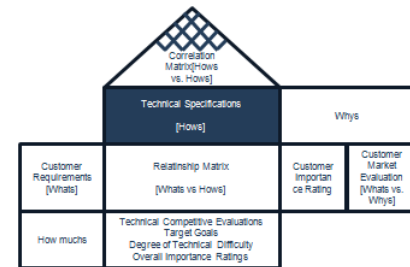 Correlation
Matrix[Hows
vs. Hows]
Technical Specifications
[Hows]
Whys
Customer
Requirements
[Whats]
Relatinship Matrix
[Whats vs Hows]
Customer
Importan
ce Rating
Customer
Market
Evaluation
[Whats vs.
Whys]
How muchs
Technical Competitive Evaluations
Target Goals
Degree of Technical Difficulty
Overall Importance Ratings